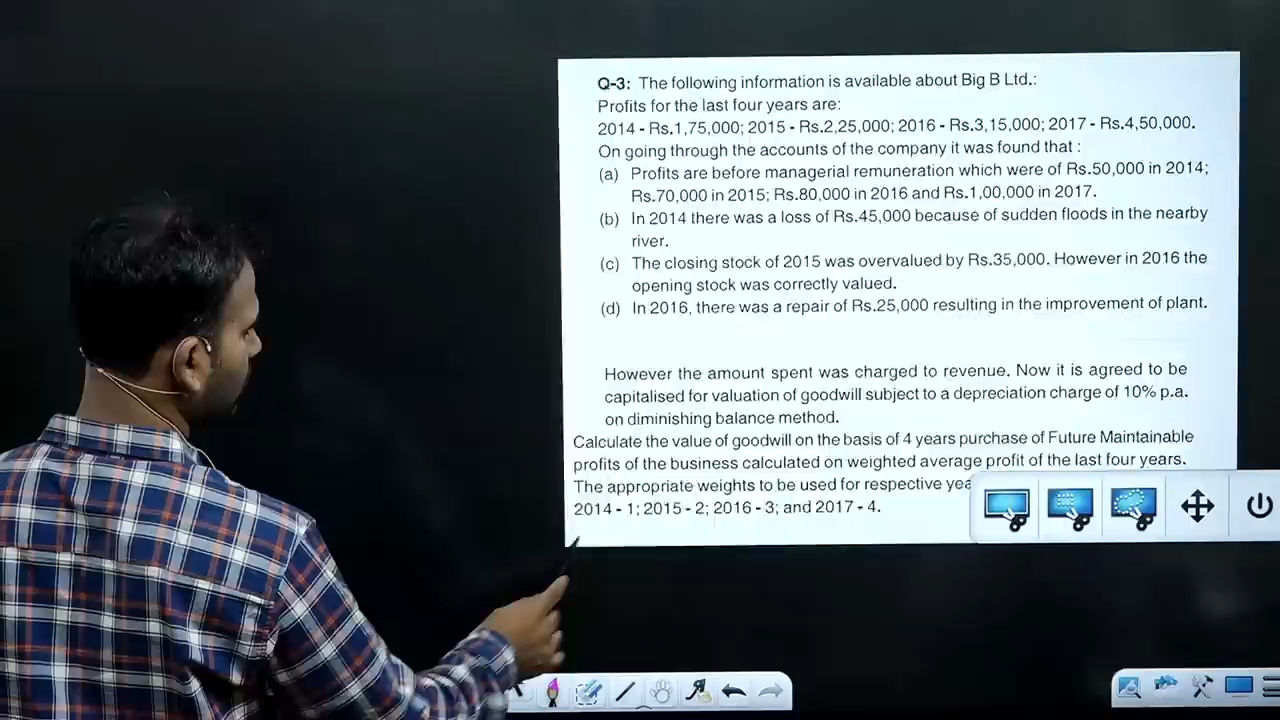 Q-3: The following information is available about Big B Ltd.:
Profits for the last four years are:
2014 - Rs.1,75,000; 2015 - Rs.2,25,000; 2016 - Rs.3,15,000; 2017 - Rs.4,50,000.
On going through the accounts of the company it was found that :
(a) Profits are before managerial remuneration which were of Rs.50,000 in 2014;
Rs.70,000 in 2015; Rs.80,000 in 2016 and Rs.1,00,000 in 2017.
(b) In 2014 there was a loss of Rs.45,000 because of sudden floods in the nearby
river.
(c) The closing stock of 2015 was overvalued by Rs.35,000. However in 2016 the
opening stock was correctly valued.
(d) In 2016, there was a repair of Rs.25,000 resulting in the improvement of plant.
However the amount spent was charged to revenue. Now it is agreed to be
capitalised for valuation of goodwill subject to a depreciation charge of 10% p.a.
on diminishing balance method.
Calculate the value of goodwill on the basis of 4 years purchase of Future Maintainable
profits of the business calculated on weighted average profit of the last four years.
The appropriate weights to be used for respective
2014 - 1; 2015 - 2; 2016 - 3; and 2017 - 4.